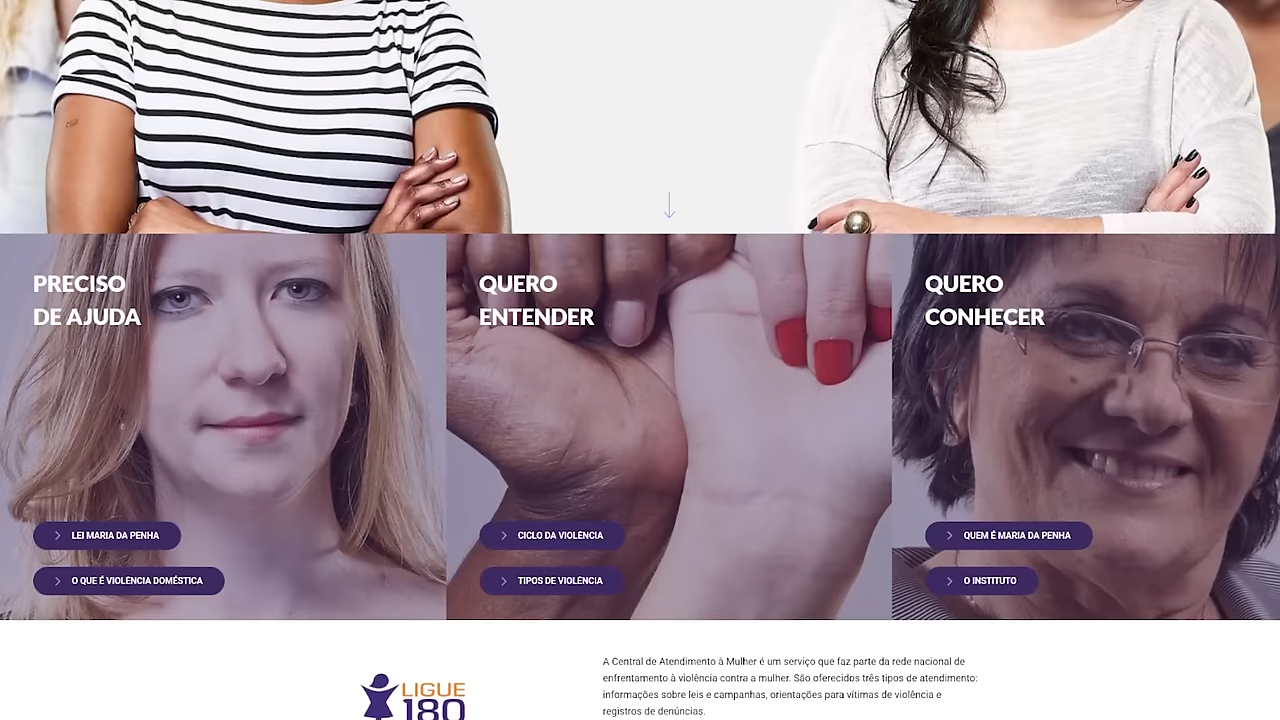 PRECISO
DE AJUDA
LEI MARIA DA PENHA
O QUE É VIOLÊNCIA DOMÉSTICA
QUERO
ENTENDER
CICLO DA VIOLÊNCIA
TIPOS DE VIOLÊNCIA
QUERO
CONHECER
QUEM É MARIA DA PENHA
O INSTITUTO
LIGUE
180
A Central de Atendimento à Mulher é um serviço que faz parte da rede nacional de
enfrentamento à violência contra a mulher. São oferecidos três tipos de atendimento:
informações sobre leis e campanhas, orientações para vítimas de violência e
registros de denúncias.